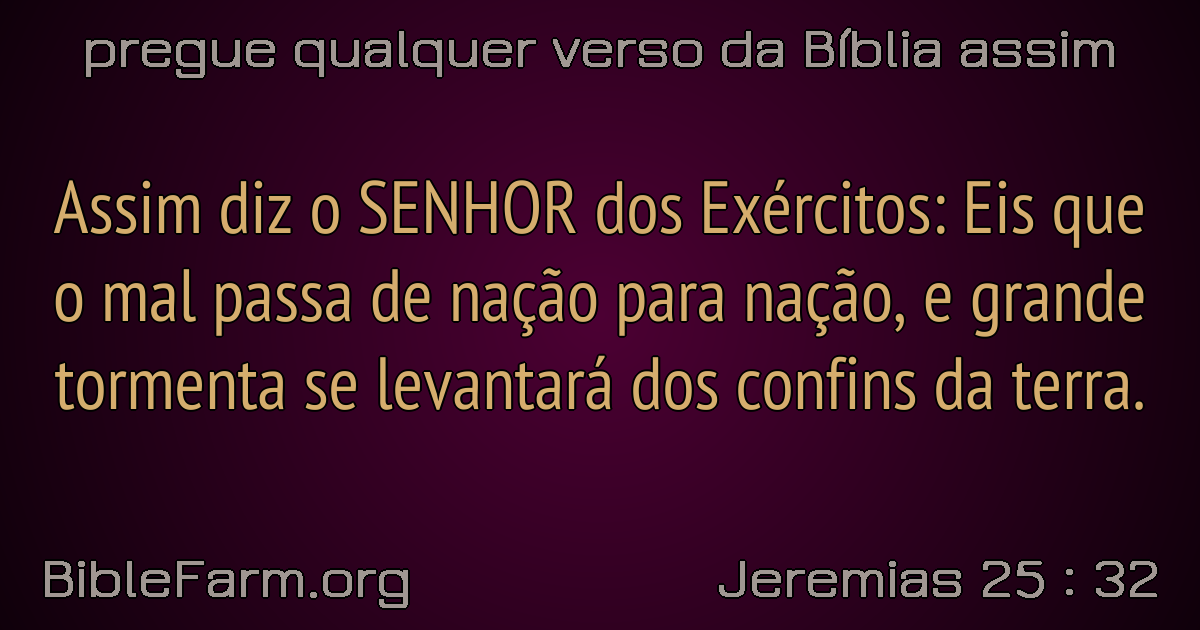 pregue qualquer verso da Bíblia assim
Assim diz o SENHOR dos Exércitos: Eis que
o mal passa de nação para nação, e grande
tormenta se levantará dos confins da terra.
BibleFarm.org
Jeremias 25 : 32